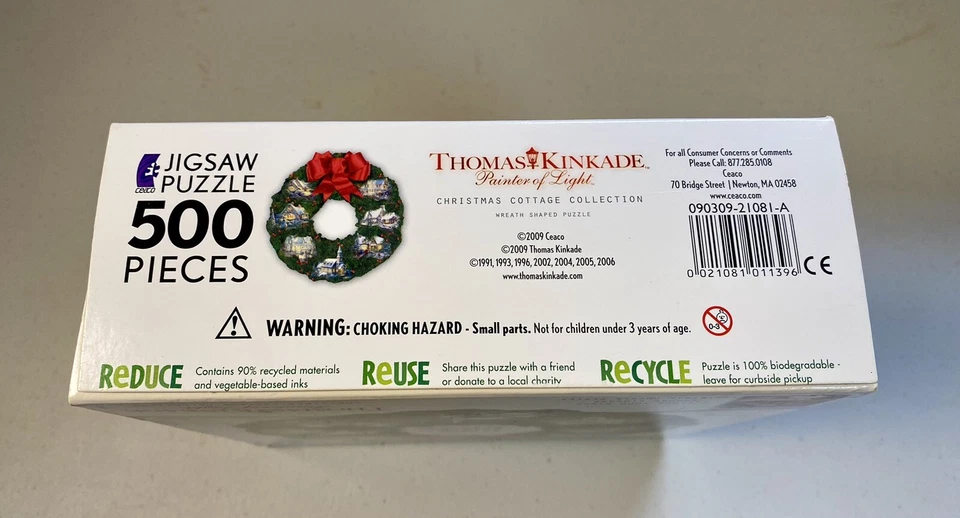 ceaco
JIGSAW
PUZZLE
500
PIECES
THOMAS KINKADE™
Painter of Light™
CHRISTMAS COTTAGE COLLECTION
WREATH SHAPED PUZZLE
©2009 Ceaco
©2009 Thomas Kinkade
©1991, 1993, 1996, 2002, 2004, 2005, 2006
www.thomaskinkade.com
For all Consumer Concerns or Comments
Please Call: 877.285.0108
Ceaco
70 Bridge Street | Newton, MA 02458
www.ceaco.com
090309-21081-A
0 021081 011396
CE
WARNING: CHOKING HAZARD - Small parts. Not for children under 3 years of age.
0-3
REDUCE
Contains 90% recycled materials
and vegetable-based inks
REUSE
Share this puzzle with a friend
or donate to a local charity
RECYCLE
Puzzle is 100% biodegradable -
leave for curbside pickup